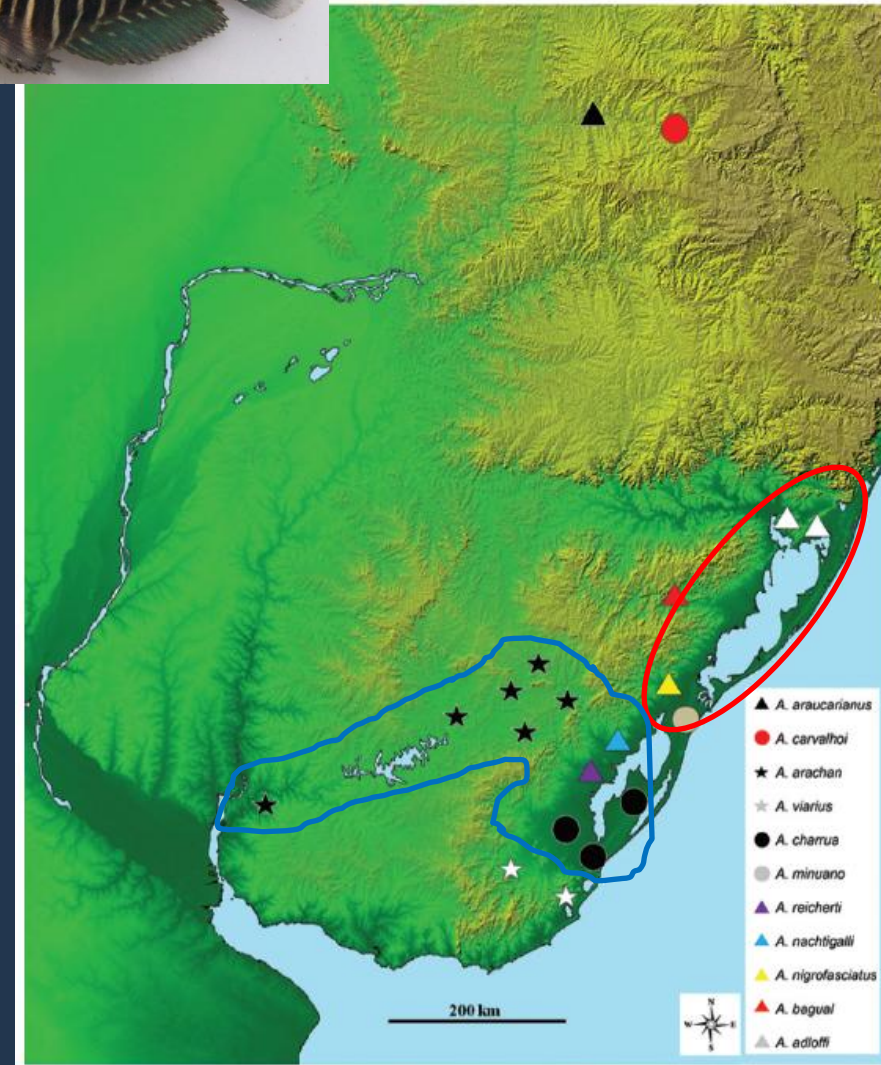 A. araucarianus
A. carvalhoi
A. arachan
A. viarius
A. charrua
A. minuano
A. reicherti
A. nachtigalli
A. nigrofasciatus
A. bagual
A. adloffi
200 km
N
W E
S